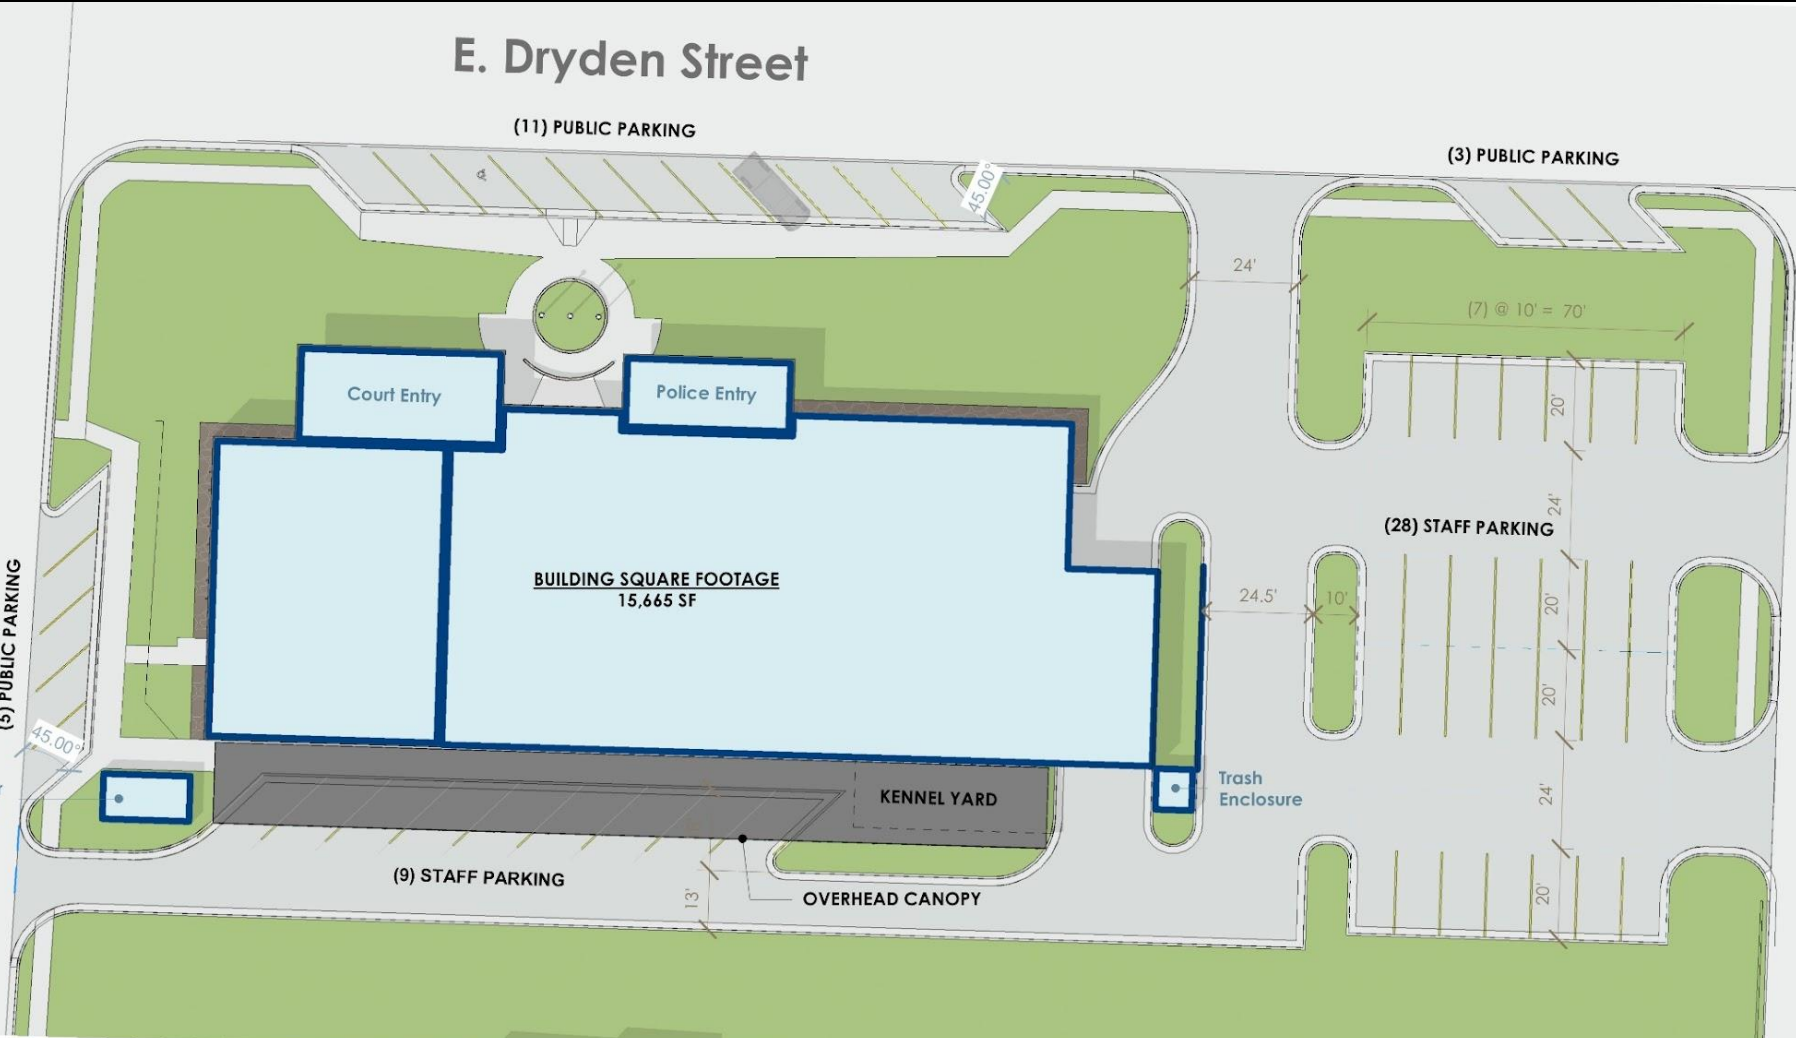 E. Dryden Street
(11) PUBLIC PARKING
(3) PUBLIC PARKING
45.00°
24'
(7) @ 10' = 70'
Court Entry
Police Entry
20'
24'
(28) STAFF PARKING
BUILDING SQUARE FOOTAGE
15,665 SF
24.5'
10'
20'
(5) PUBLIC PARKING
20'
45.00°
Trash
Enclosure
KENNEL YARD
24'
(9) STAFF PARKING
OVERHEAD CANOPY
13'
20'